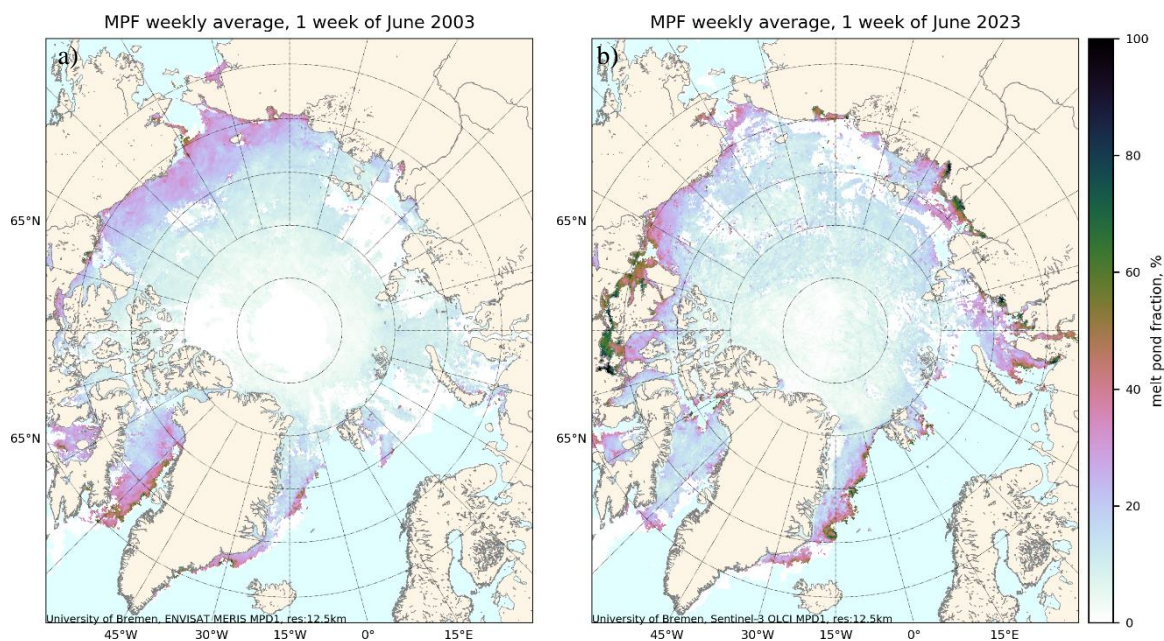 MPF weekly average, 1 week of June 2003
a)
65°N
65°N
University of Bremen, ENVISAT MERIS MPD1, res:12.5km
45°W 30°W 15°W 0° 15°E
MPF weekly average, 1 week of June 2023
b)
65°N
65°N
University of Bremen, Sentinel-3 OLCI MPD1, res:12.5km
45°W 30°W 15°W 0° 15°E
100
80
60
40
20
0
melt pond fraction, %